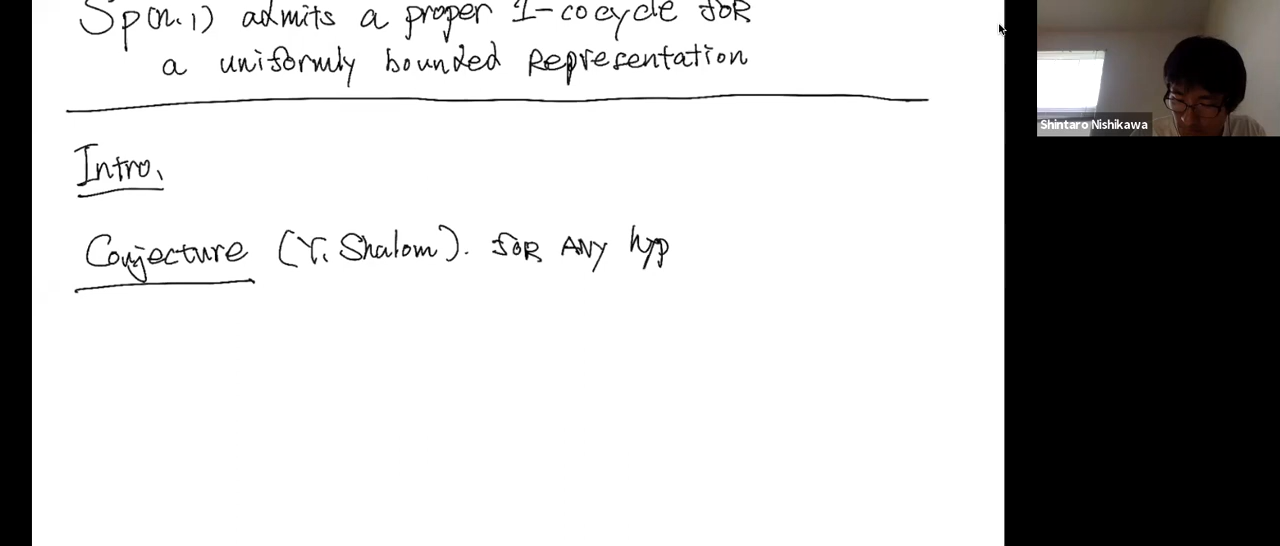 Sp(n.1) admits a proper 1-cocycle for
a uniformly bounded Representation
Intro.
Conjecture (Y. Shalom). for ANY hyp
Shintaro Nishikawa